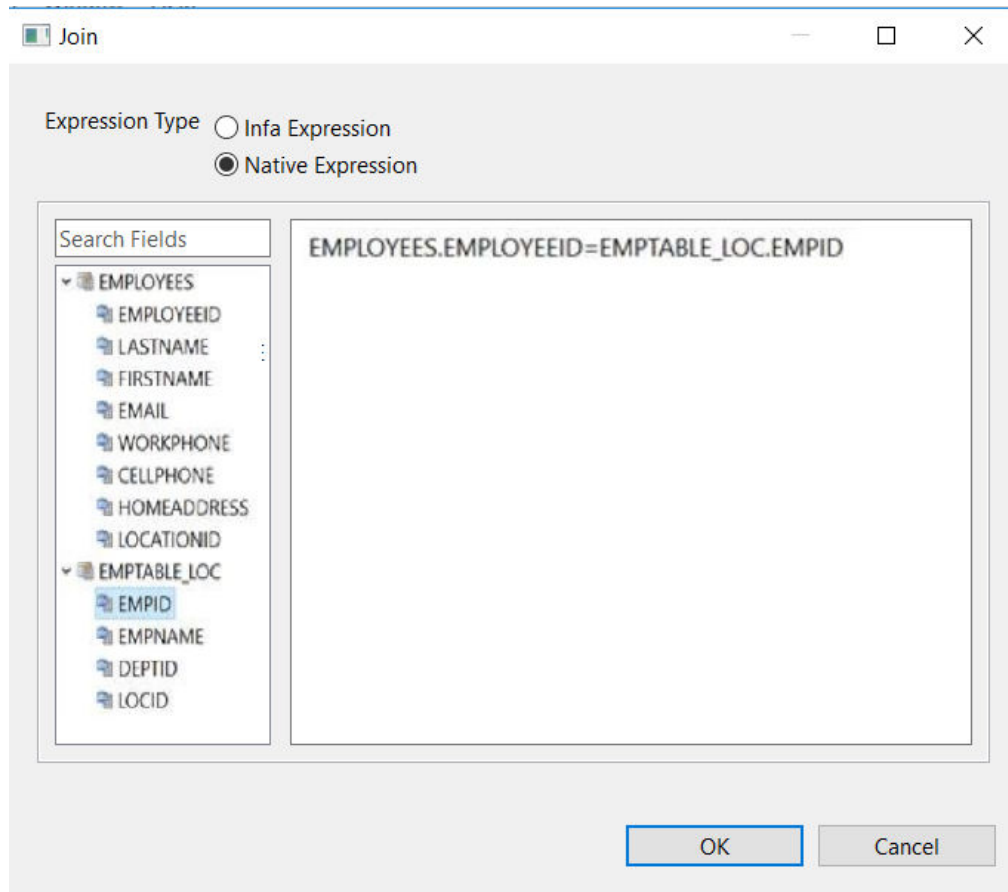 Join
Expression Type
Infa Expression
Native Expression
Search Fields
EMPLOYEES
EMPLOYEEID
LASTNAME
FIRSTNAME
EMAIL
WORKPHONE
CELLPHONE
HOMEADDRESS
LOCATIONID
EMPTABLE_LOC
EMPID
EMPNAME
DEPTID
LOCID
EMPLOYEES.EMPLOYEEID=EMPTABLE_LOC.EMPID
OK
Cancel